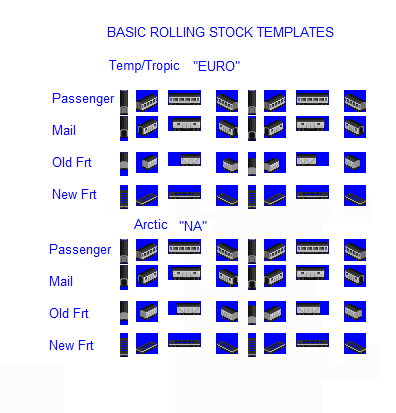 BASIC ROLLING STOCK TEMPLATES
Temp/Tropic "EURO"
Passenger
Mail
Old Frt
New Frt
Arctic "NA"
Passenger
Mail
Old Frt
New Frt